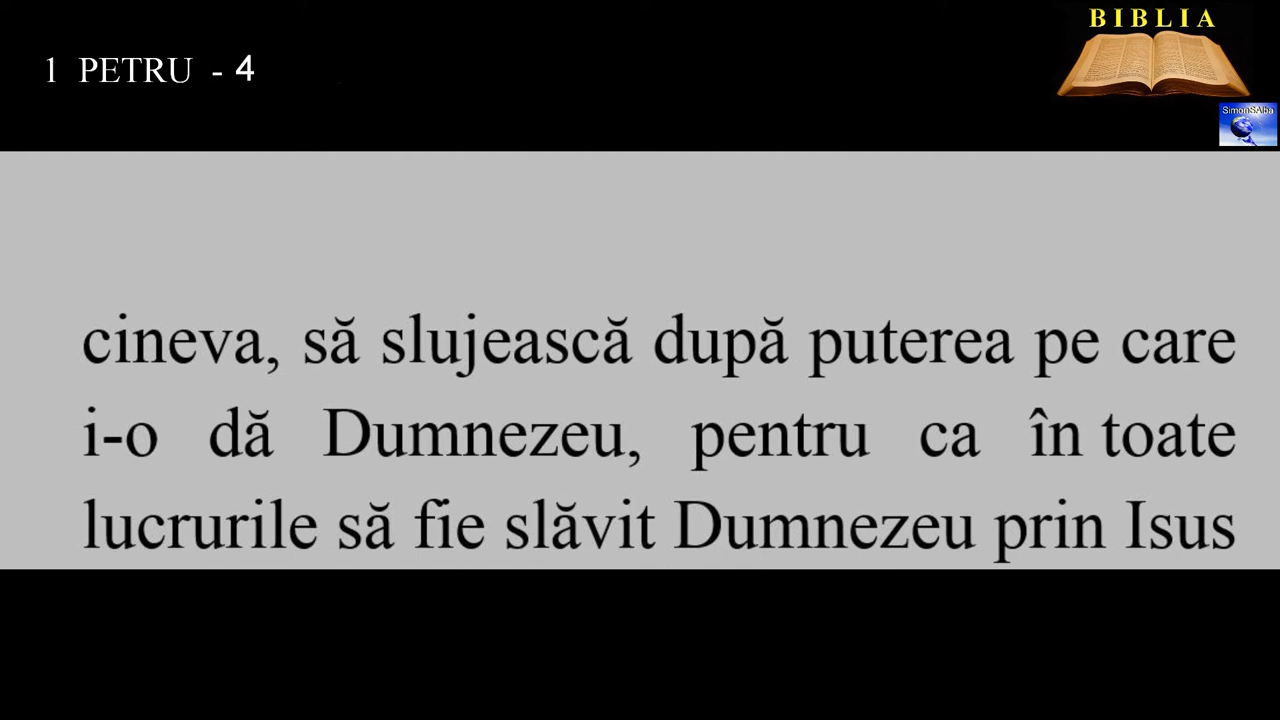 BIBLIA
1 PETRU - 4
SimonSAlba
cineva, să slujească după puterea pe care
i-o dă Dumnezeu, pentru ca în toate
lucrurile să fie slăvit Dumnezeu prin Isus